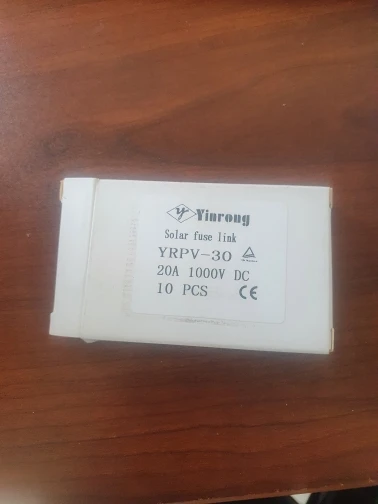 Yinrong
Solar fuse link
YRPV-30
20A 1000V DC
10 PCS CE